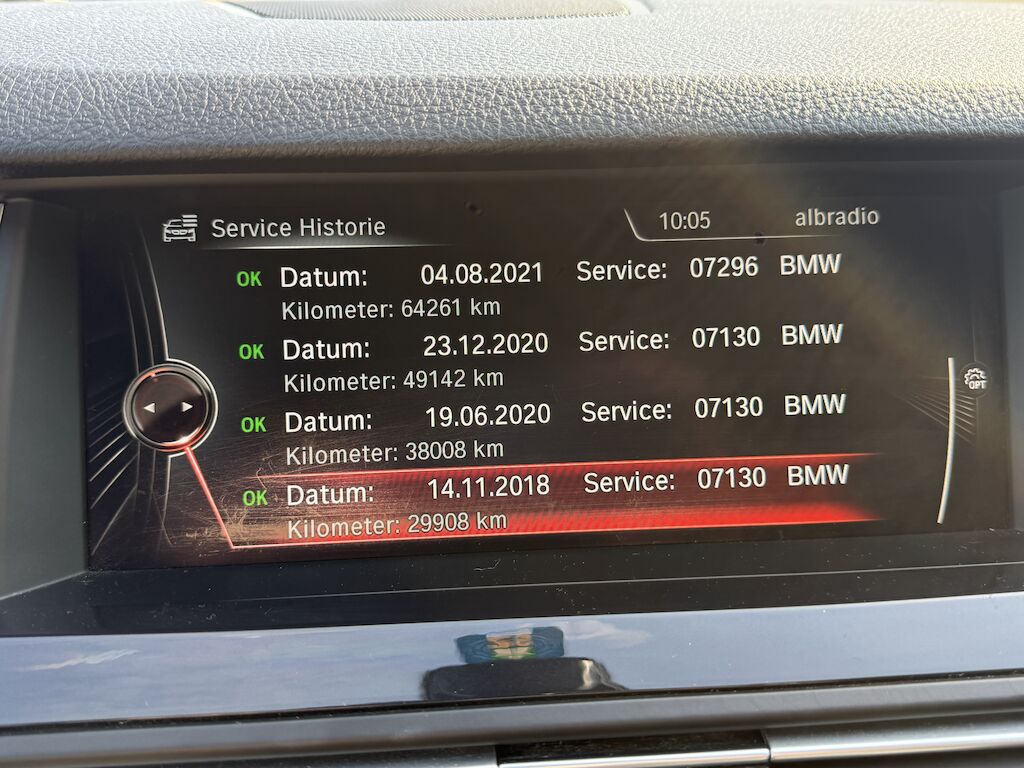 Service Historie
10:05 albradio
OK Datum: 04.08.2021 Service: 07296 BMW
Kilometer: 64261 km
OK Datum: 23.12.2020 Service: 07130 BMW
Kilometer: 49142 km
OK Datum: 19.06.2020 Service: 07130 BMW
Kilometer: 38008 km
OPT
OK Datum: 14.11.2018 Service: 07130 BMW
Kilometer: 29908 km